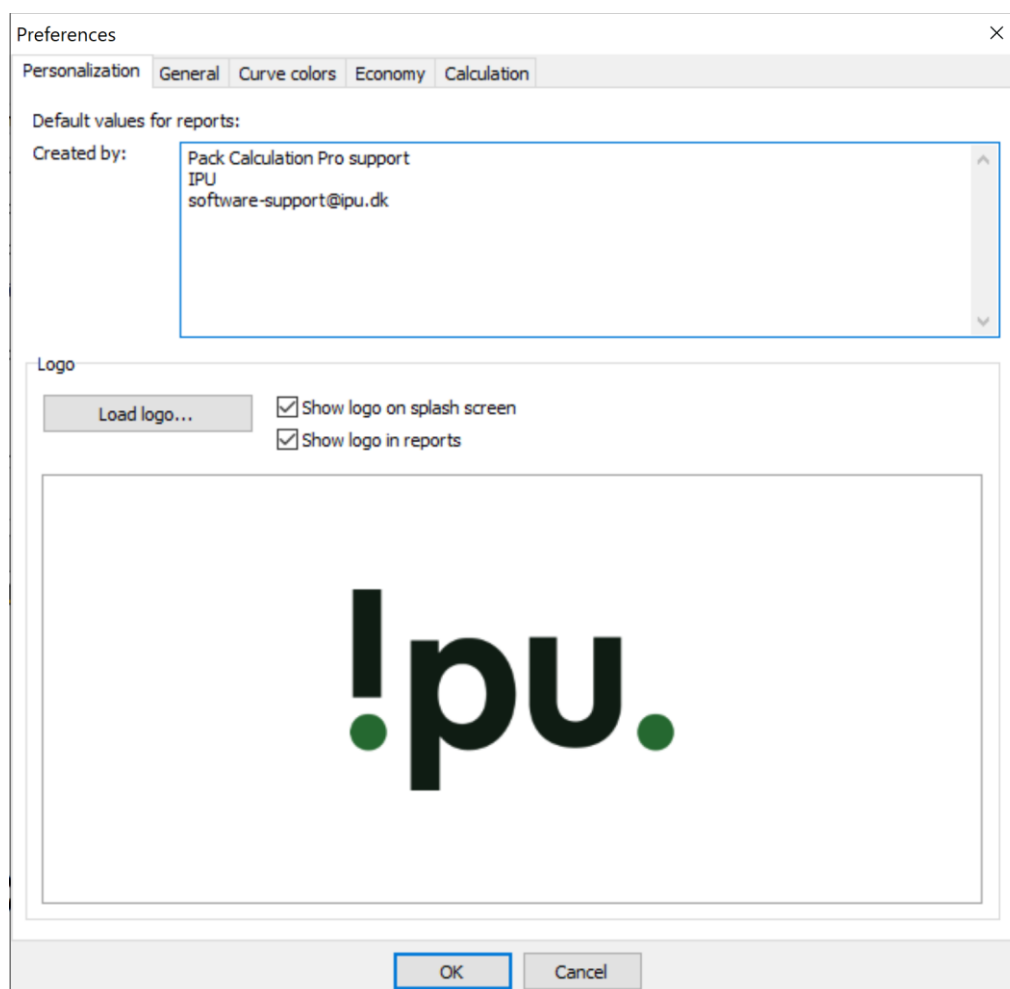 Preferences
Personalization General Curve colors Economy Calculation
Default values for reports:
Created by:
Pack Calculation Pro support
IPU
software-support@ipu.dk
Logo
Load logo...
Show logo on splash screen
Show logo in reports
!pu.
OK Cancel